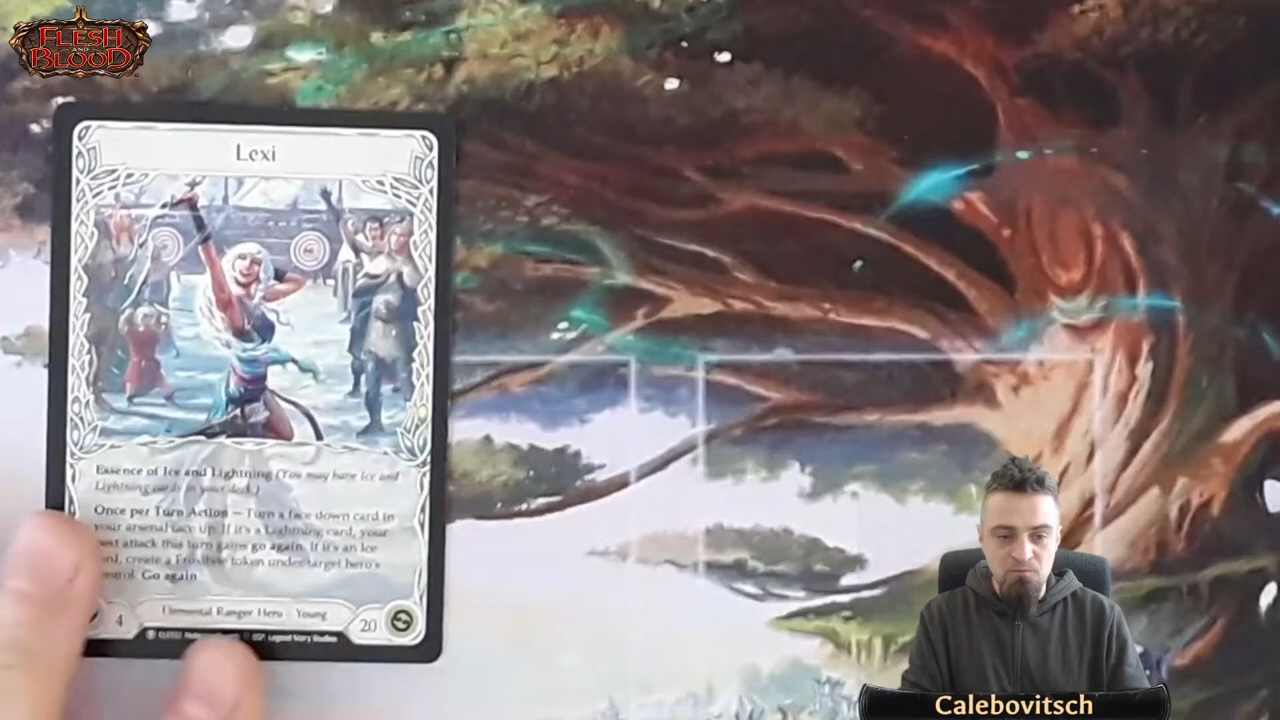 FLESH
AND
BLOOD
Lexi
Essence of Ice and Lightning (You may have Ice and
Lightning cards in your deck.)
Once per Turn Action – Turn a face down card in
your arsenal face up. If it's a Lightning card, your
attack this turn gains go again. If it's an Ice
create a Frostbite token under target hero's
Go again
4
Elemental Ranger Hero - Young
20
Legend Story Studios
Calebovitsch